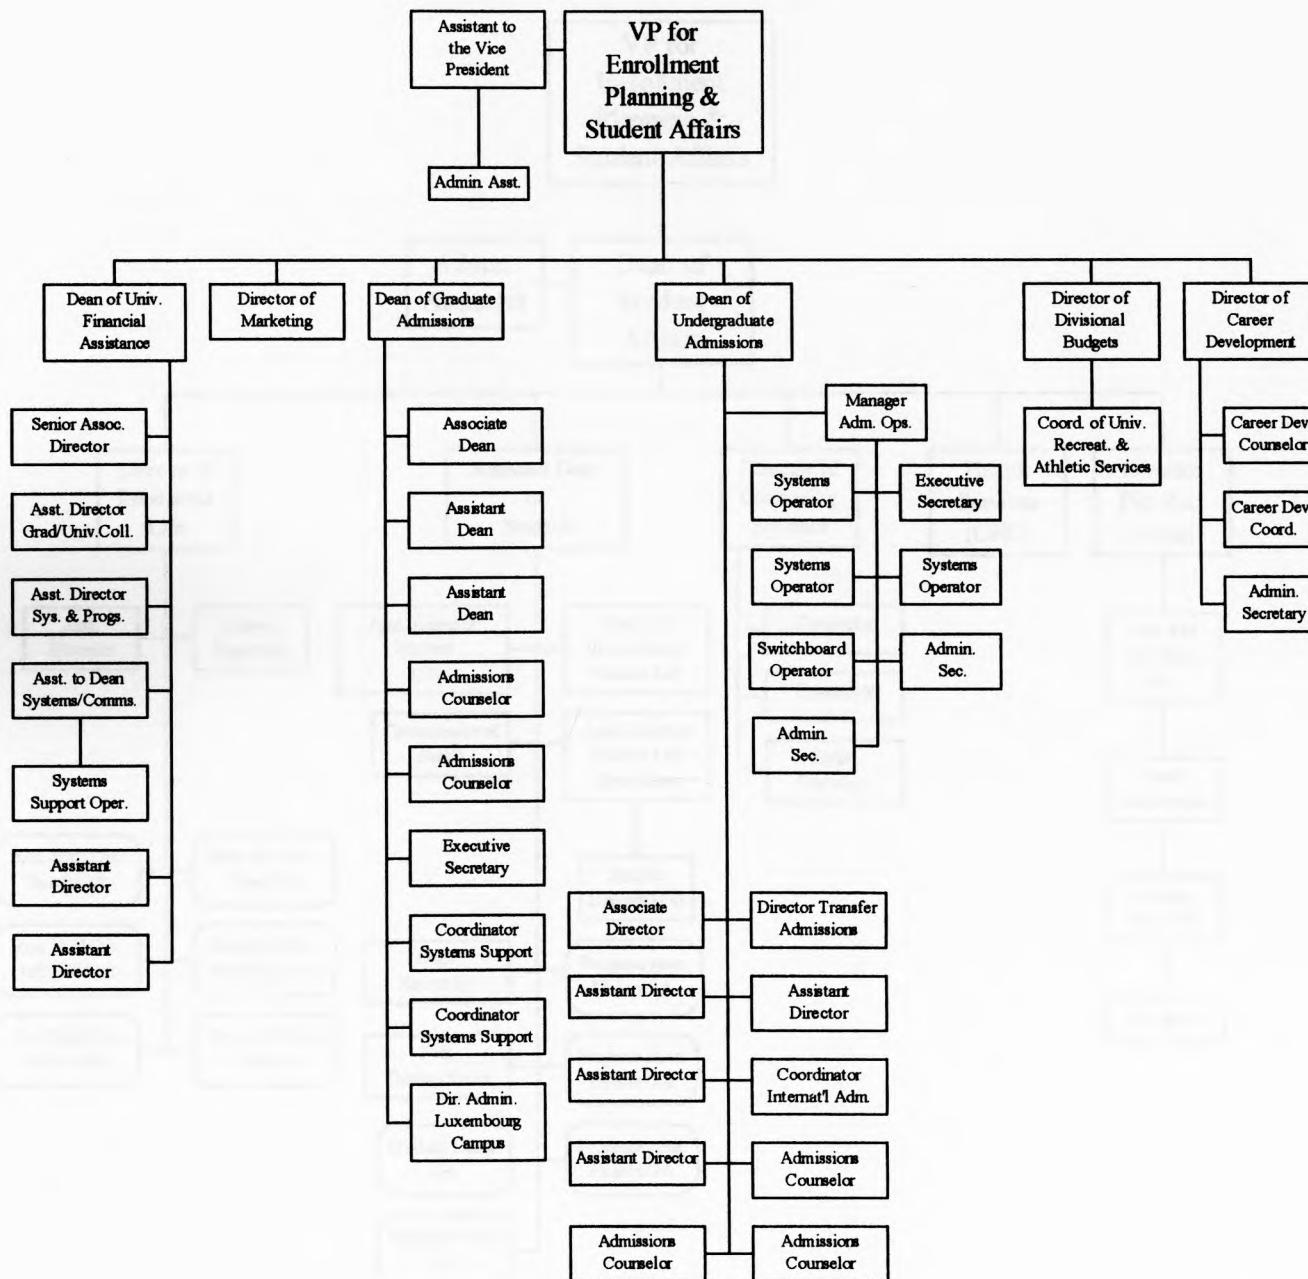 Assistant to
the Vice
President
VP for
Enrollment
Planning &
Student Affairs
Admin. Asst.
Dean of Univ.
Financial
Assistance
Director of
Marketing
Dean of Graduate
Admissions
Dean of
Undergraduate
Admissions
Director of
Divisional
Budgets
Director of
Career
Development
Senior Assoc.
Director
Asst. Director
Grad/Univ.Coll.
Asst. Director
Sys. & Progs.
Asst. to Dean
Systems/Comms.
Systems
Support Oper.
Assistant
Director
Assistant
Director
Associate
Dean
Assistant
Dean
Assistant
Dean
Admissions
Counselor
Admissions
Counselor
Executive
Secretary
Coordinator
Systems Support
Coordinator
Systems Support
Dir. Admin.
Luxembourg
Campus
Manager
Adm. Ops.
Systems
Operator
Executive
Secretary
Systems
Operator
Systems
Operator
Switchboard
Operator
Admin.
Sec.
Admin.
Sec.
Associate
Director
Director Transfer
Admissions
Assistant Director
Assistant
Director
Assistant Director
Coordinator
Internat'l Adm.
Assistant Director
Admissions
Counselor
Admissions
Counselor
Admissions
Counselor
Coord. of Univ.
Recreat. &
Athletic Services
Career Dev
Counselor
Career Dev
Coord.
Admin.
Secretary